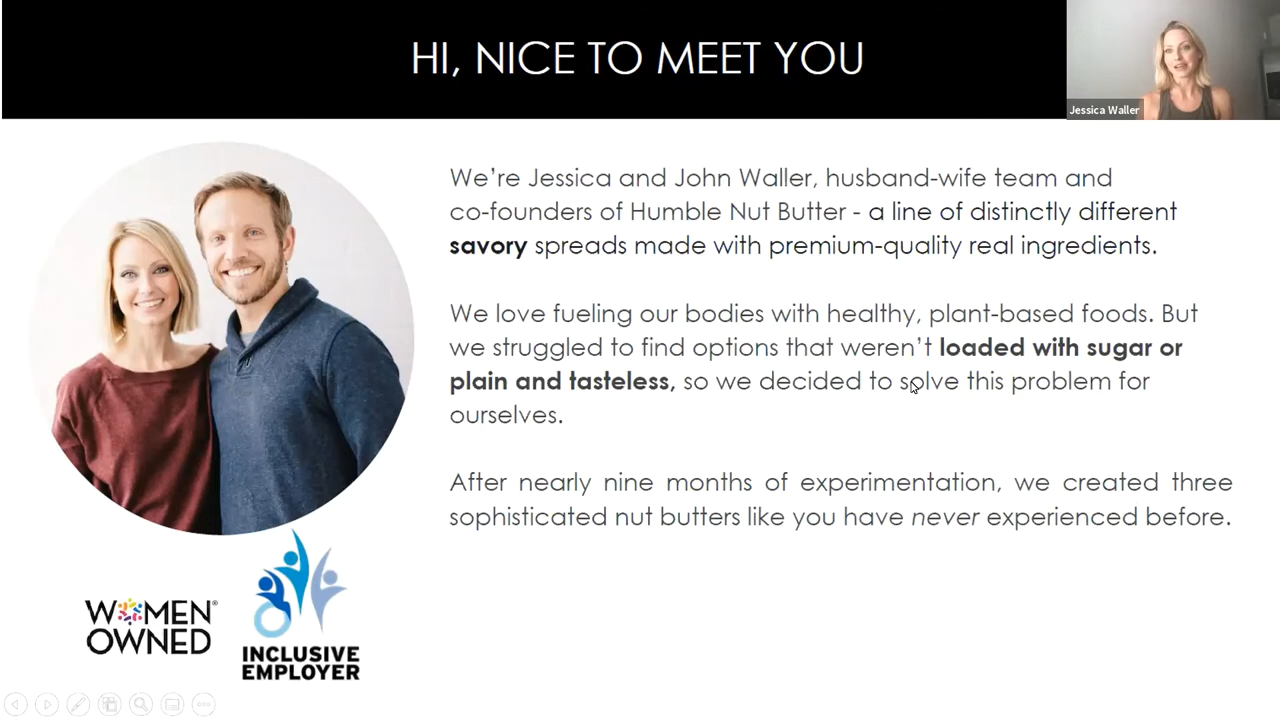 HI, NICE TO MEET YOU
Jessica Waller
We’re Jessica and John Waller, husband-wife team and
co-founders of Humble Nut Butter - a line of distinctly different
savory spreads made with premium-quality real ingredients.
We love fueling our bodies with healthy, plant-based foods. But
we struggled to find options that weren’t loaded with sugar or
plain and tasteless, so we decided to solve this problem for
ourselves.
After nearly nine months of experimentation, we created three
sophisticated nut butters like you have never experienced before.
WOMEN®
OWNED
INCLUSIVE
EMPLOYER